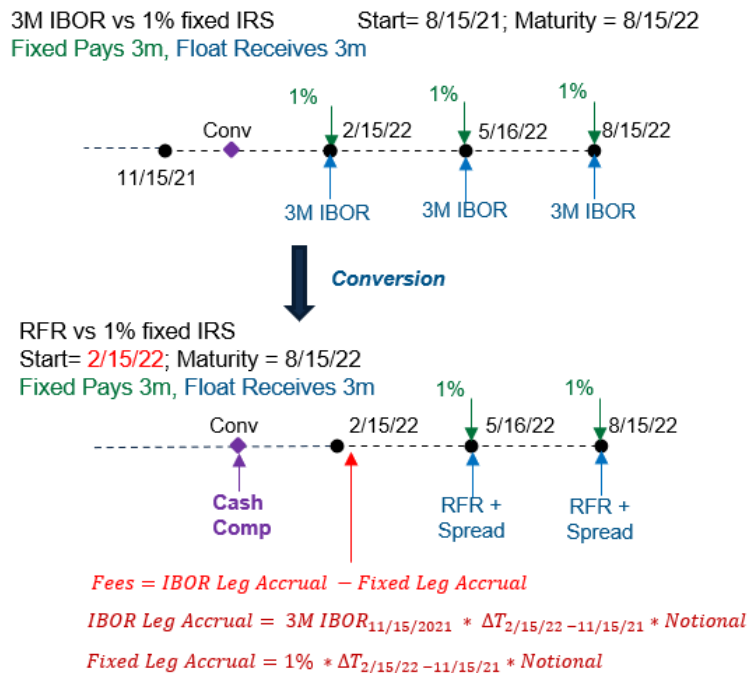 3M IBOR vs 1% fixed IRS Start= 8/15/21; Maturity = 8/15/22
Fixed Pays 3m, Float Receives 3m
1% 1% 1%
Conv 2/15/22 5/16/22 8/15/22
11/15/21
3M IBOR 3M IBOR 3M IBOR
Conversion
RFR vs 1% fixed IRS
Start= 2/15/22; Maturity = 8/15/22
Fixed Pays 3m, Float Receives 3m
1% 1%
Conv 2/15/22 5/16/22 8/15/22
Cash
Comp
RFR +
Spread
RFR +
Spread
Fees = IBOR Leg Accrual − Fixed Leg Accrual
IBOR Leg Accrual = 3M IBOR₁₁/₁₅/₂₀₂₁ * ΔT₂/₁₅/₂₂ −₁₁/₁₅/₂₁ * Notional
Fixed Leg Accrual = 1% * ΔT₂/₁₅/₂₂ −₁₁/₁₅/₂₁ * Notional